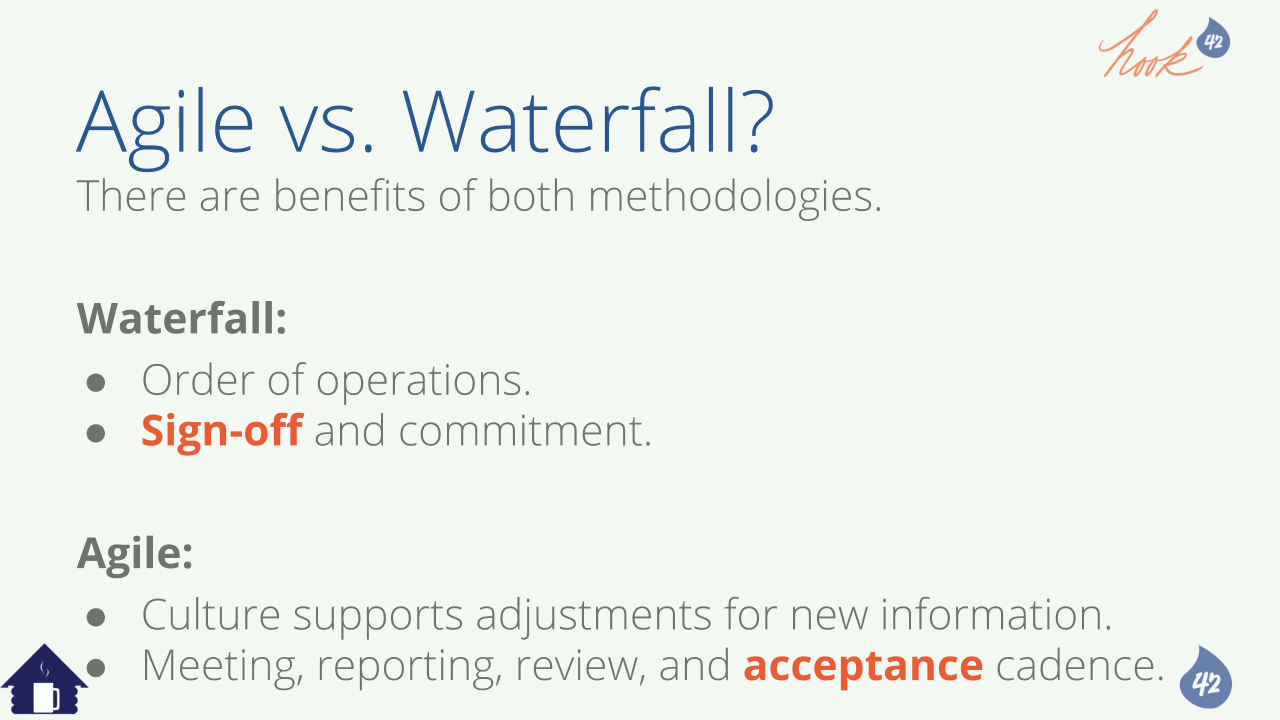 hook 42
Agile vs. Waterfall?
There are benefits of both methodologies.
Waterfall:
● Order of operations.
● Sign-off and commitment.
Agile:
● Culture supports adjustments for new information.
● Meeting, reporting, review, and acceptance cadence.
42